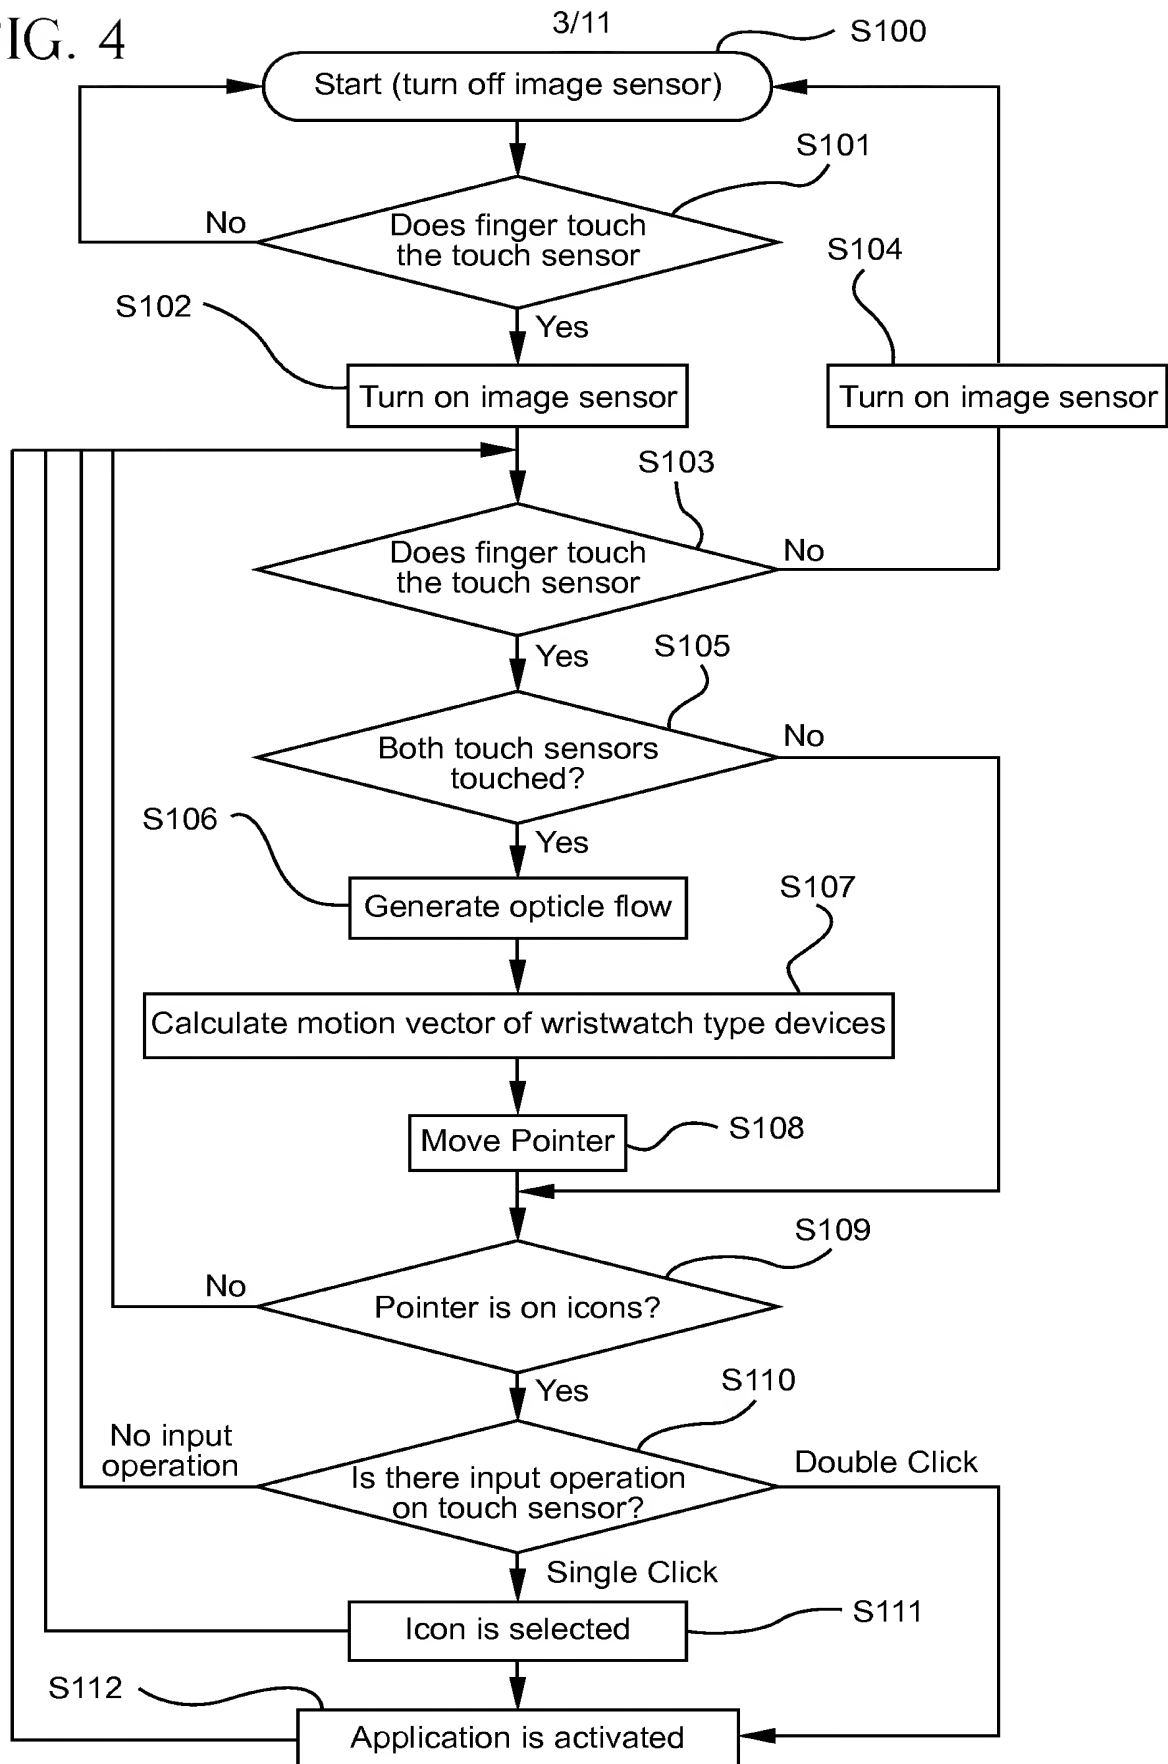 IG. 4
3/11
S100
Start (turn off image sensor)
S101
No
Does finger touch
the touch sensor
S104
S102
Yes
Turn on image sensor
Turn on image sensor
S103
Does finger touch
the touch sensor
No
Yes
S105
Both touch sensors
touched?
No
S106
Yes
Generate opticle flow
S107
Calculate motion vector of wristwatch type devices
Move Pointer
S108
S109
No
Pointer is on icons?
Yes
S110
No input
operation
Is there input operation
on touch sensor?
Double Click
Single Click
Icon is selected
S111
S112
Application is activated